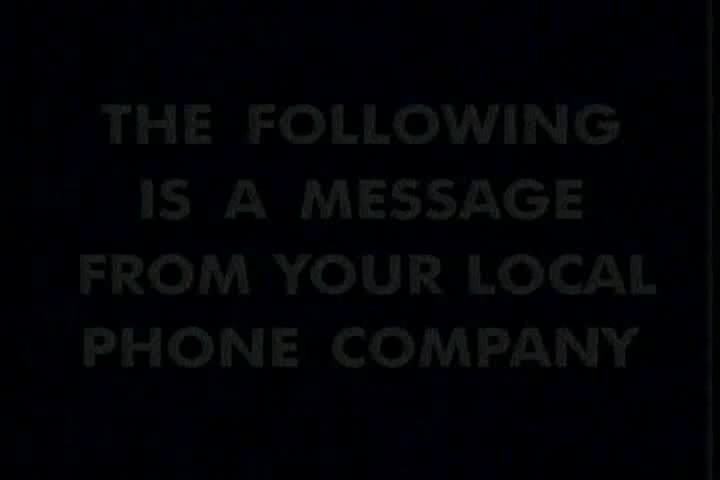 THE FOLLOWING
IS A MESSAGE
FROM YOUR LOCAL
PHONE COMPANY